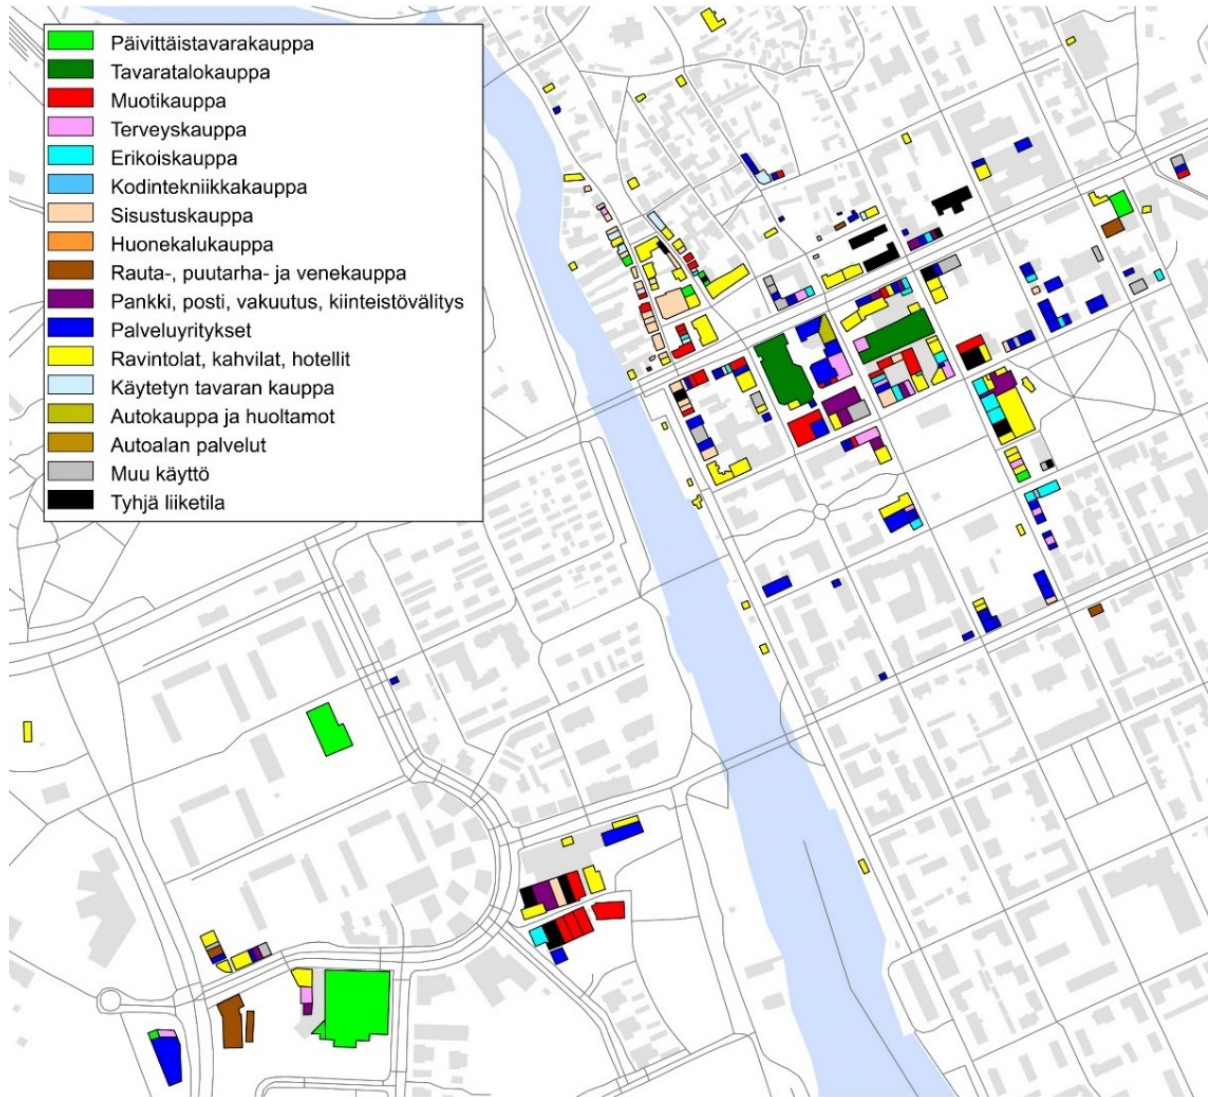 Päivittäistavarakauppa
Tavaratalokauppa
Muotikauppa
Terveyskauppa
Erikoiskauppa
Kodintekniikkakauppa
Sisustuskauppa
Huonekalukauppa
Rauta-, puutarha- ja venekauppa
Pankki, posti, vakuutus, kiinteistövälitys
Palveluyritykset
Ravintolat, kahvilat, hotellit
Käytetyn tavaran kauppa
Autokauppa ja huoltamot
Autoalan palvelut
Muu käyttö
Tyhjä liiketila